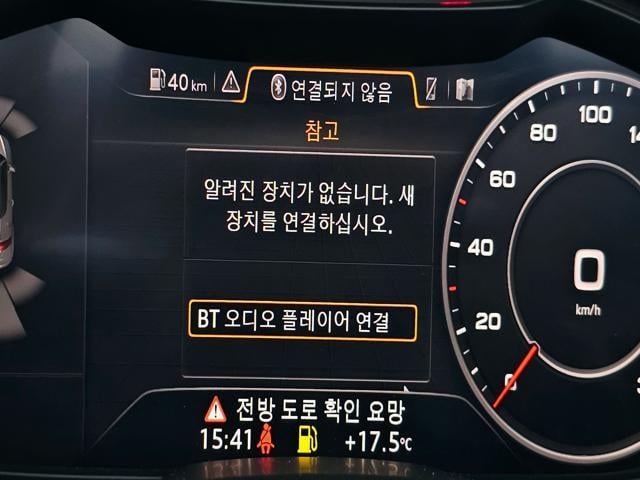 40 km
연결되지 않음
참고
알려진 장치가 없습니다. 새
장치를 연결하십시오.
BT 오디오 플레이어 연결
전방 도로 확인 요망
15:41
+17.5°C
0
20
40
60
80
100
0
km/h